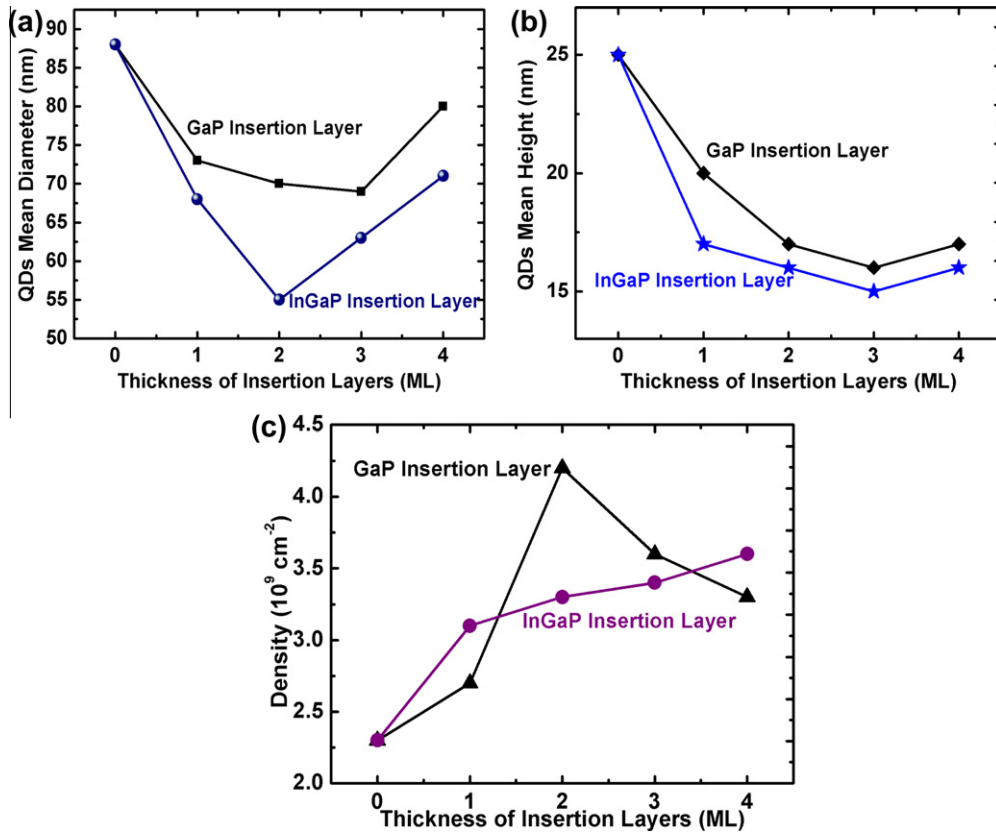 (a)
90
85
80
75
70
65
60
55
50
QDs Mean Diameter (nm)
GaP Insertion Layer
InGaP Insertion Layer
0 1 2 3 4
Thickness of Insertion Layers (ML)
(b)
25
20
15
QDs Mean Height (nm)
GaP Insertion Layer
InGaP Insertion Layer
0 1 2 3 4
Thickness of Insertion Layers (ML)
(c)
4.5
4.0
3.5
3.0
2.5
2.0
Density (10⁹ cm⁻²)
GaP Insertion Layer
InGaP Insertion Layer
0 1 2 3 4
Thickness of Insertion Layers (ML)